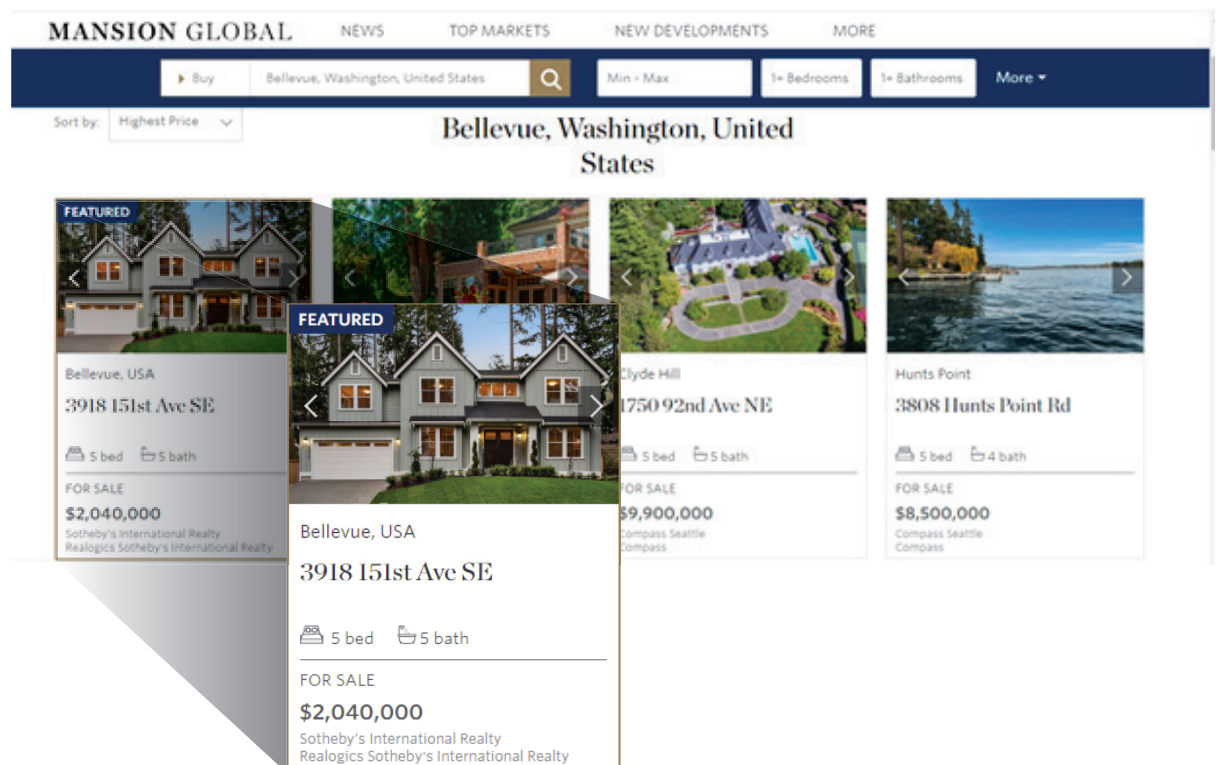 MANSION GLOBAL NEWS TOP MARKETS NEW DEVELOPMENTS MORE
Buy Bellevue, Washington, United States Min - Max 1+ Bedrooms 1+ Bathrooms More
Sort by: Highest Price
Bellevue, Washington, United
States
FEATURED
Bellevue, USA
3918 151st Ave SE
5 bed 5 bath
FOR SALE
$2,040,000
Sotheby's International Realty
Realogics Sotheby's International Realty
FEATURED
Bellevue, USA
3918 151st Ave SE
5 bed 5 bath
FOR SALE
$2,040,000
Sotheby's International Realty
Realogics Sotheby's International Realty
Clyde Hill
1750 92nd Ave NE
5 bed 5 bath
FOR SALE
$9,900,000
Compass Seattle
Compass
Hunts Point
3808 Hunts Point Rd
5 bed 4 bath
FOR SALE
$8,500,000
Compass Seattle
Compass